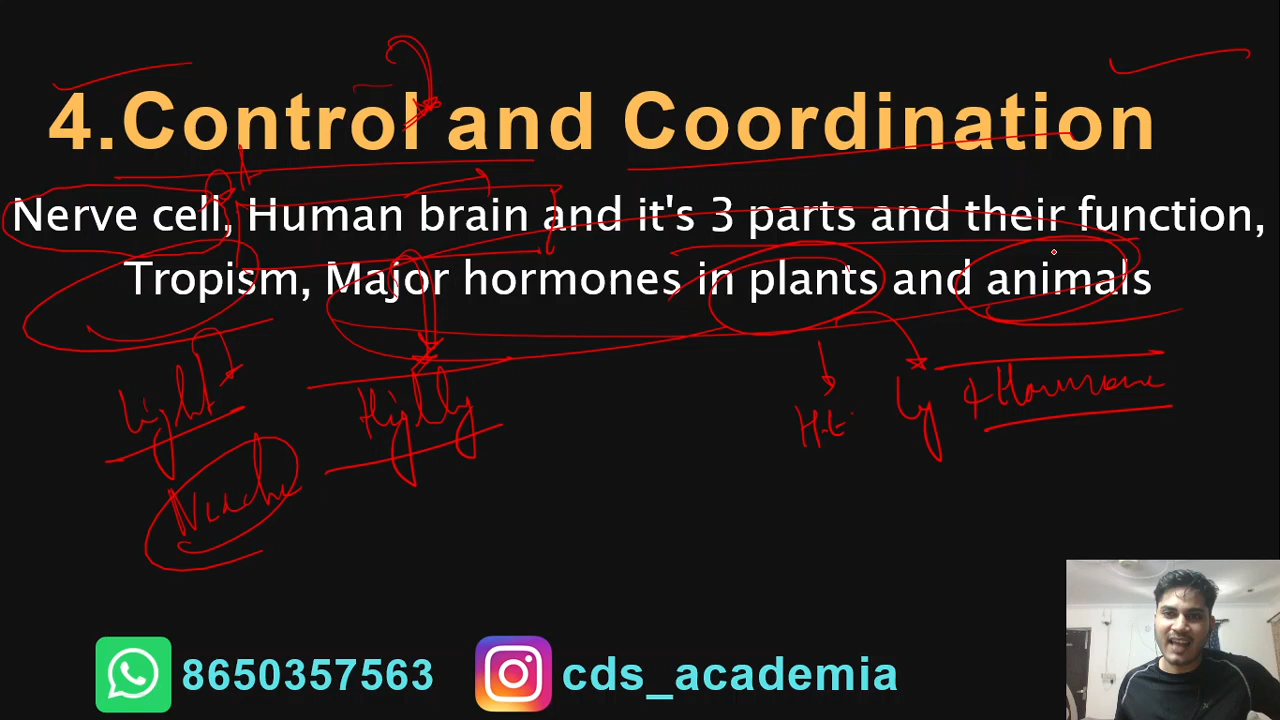 4.Control and Coordination
Nerve cell, Human brain and it's 3 parts and their function,
Tropism, Major hormones in plants and animals
Light
Highly
+ Hormone
8650357563
cds_academia